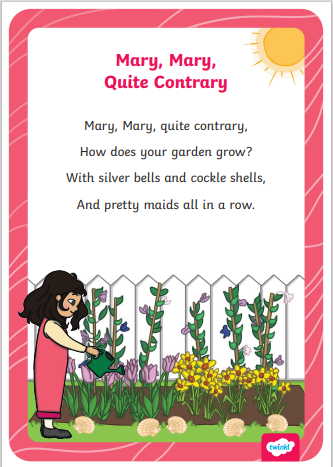 Mary, Mary,
Quite Contrary
Mary, Mary, quite contrary,
How does your garden grow?
With silver bells and cockle shells,
And pretty maids all in a row.
twinkl